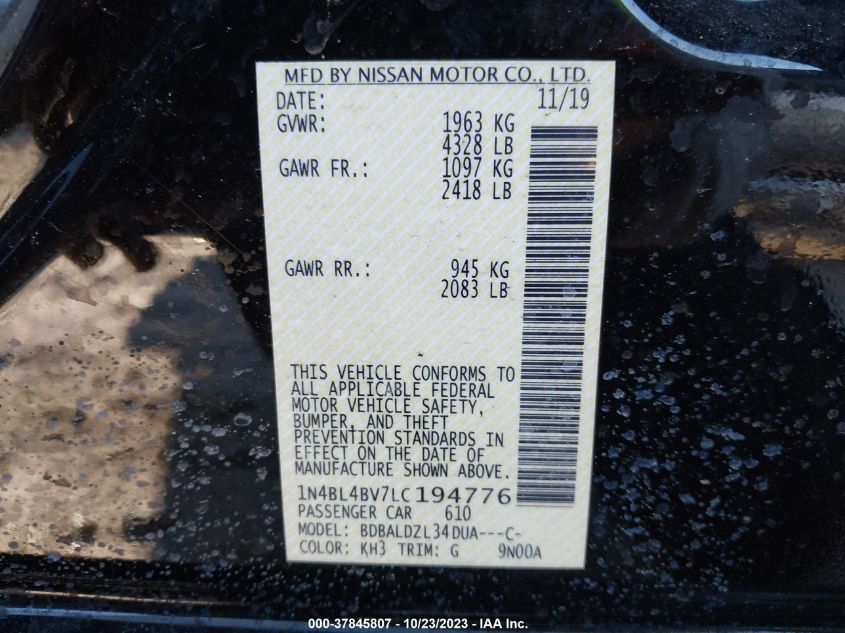 MFD BY NISSAN MOTOR CO., LTD.
DATE: 11/19
GVWR: 1963 KG
4328 LB
GAWR FR.: 1097 KG
2418 LB
GAWR RR.: 945 KG
2083 LB
THIS VEHICLE CONFORMS TO
ALL APPLICABLE FEDERAL
MOTOR VEHICLE SAFETY,
BUMPER, AND THEFT
PREVENTION STANDARDS IN
EFFECT ON THE DATE OF
MANUFACTURE SHOWN ABOVE.
1N4BL4BV7LC194776
PASSENGER CAR 610
MODEL: BDBALDZL34DUA---C-
COLOR: KH3 TRIM: G 9N00A
000-37845807 - 10/23/2023 - IAA Inc.